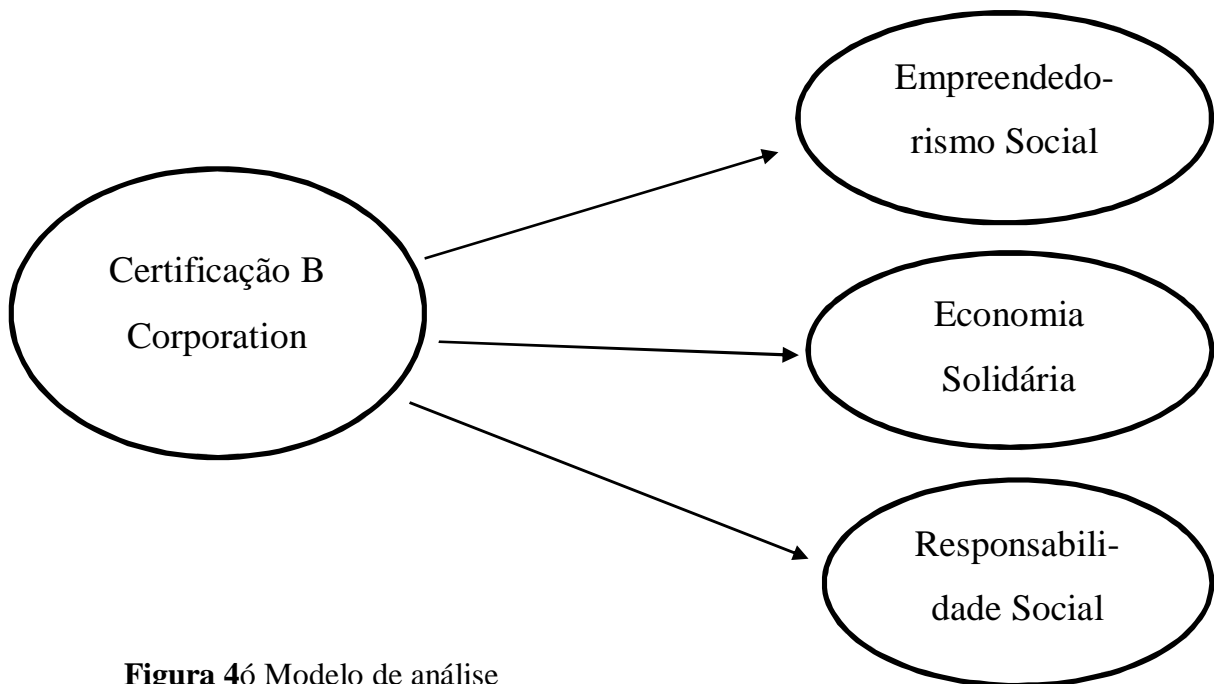 Empreendedo-
rismo Social
Certificação B
Corporation
Economia
Solidária
Responsabili-
dade Social
Figura 4ó Modelo de análise